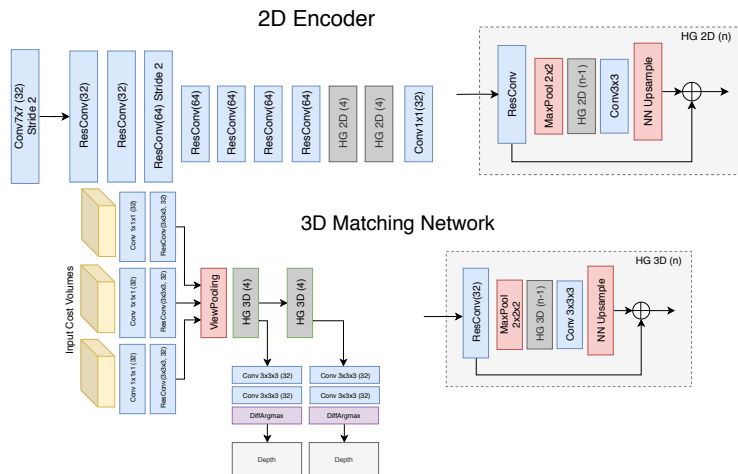 2D Encoder
Conv7x7 (32)
Stride 2
ResConv(32)
ResConv(32)
ResConv(64) Stride 2
ResConv(64)
ResConv(64)
ResConv(64)
ResConv(64)
HG 2D (4)
HG 2D (4)
Conv1x1(32)
HG 2D (n)
ResConv
MaxPool 2x2
HG 2D (n-1)
Conv3x3
NN Upsample
3D Matching Network
Input Cost Volumes
Conv 1x1x1 (32)
ResConv(3x3x3, 32)
Conv 1x1x1 (32)
ResConv(3x3x3, 32)
Conv 1x1x1 (32)
ResConv(3x3x3, 32)
ViewPooling
HG 3D (4)
HG 3D (4)
Conv 3x3x3 (32)
Conv 3x3x3 (32)
Conv 3x3x3 (32)
Conv 3x3x3 (32)
DiffArgmax
DiffArgmax
Depth
Depth
HG 3D (n)
ResConv(32)
MaxPool
2x2x2
HG 3D (n-1)
Conv 3x3x3
NN Upsample